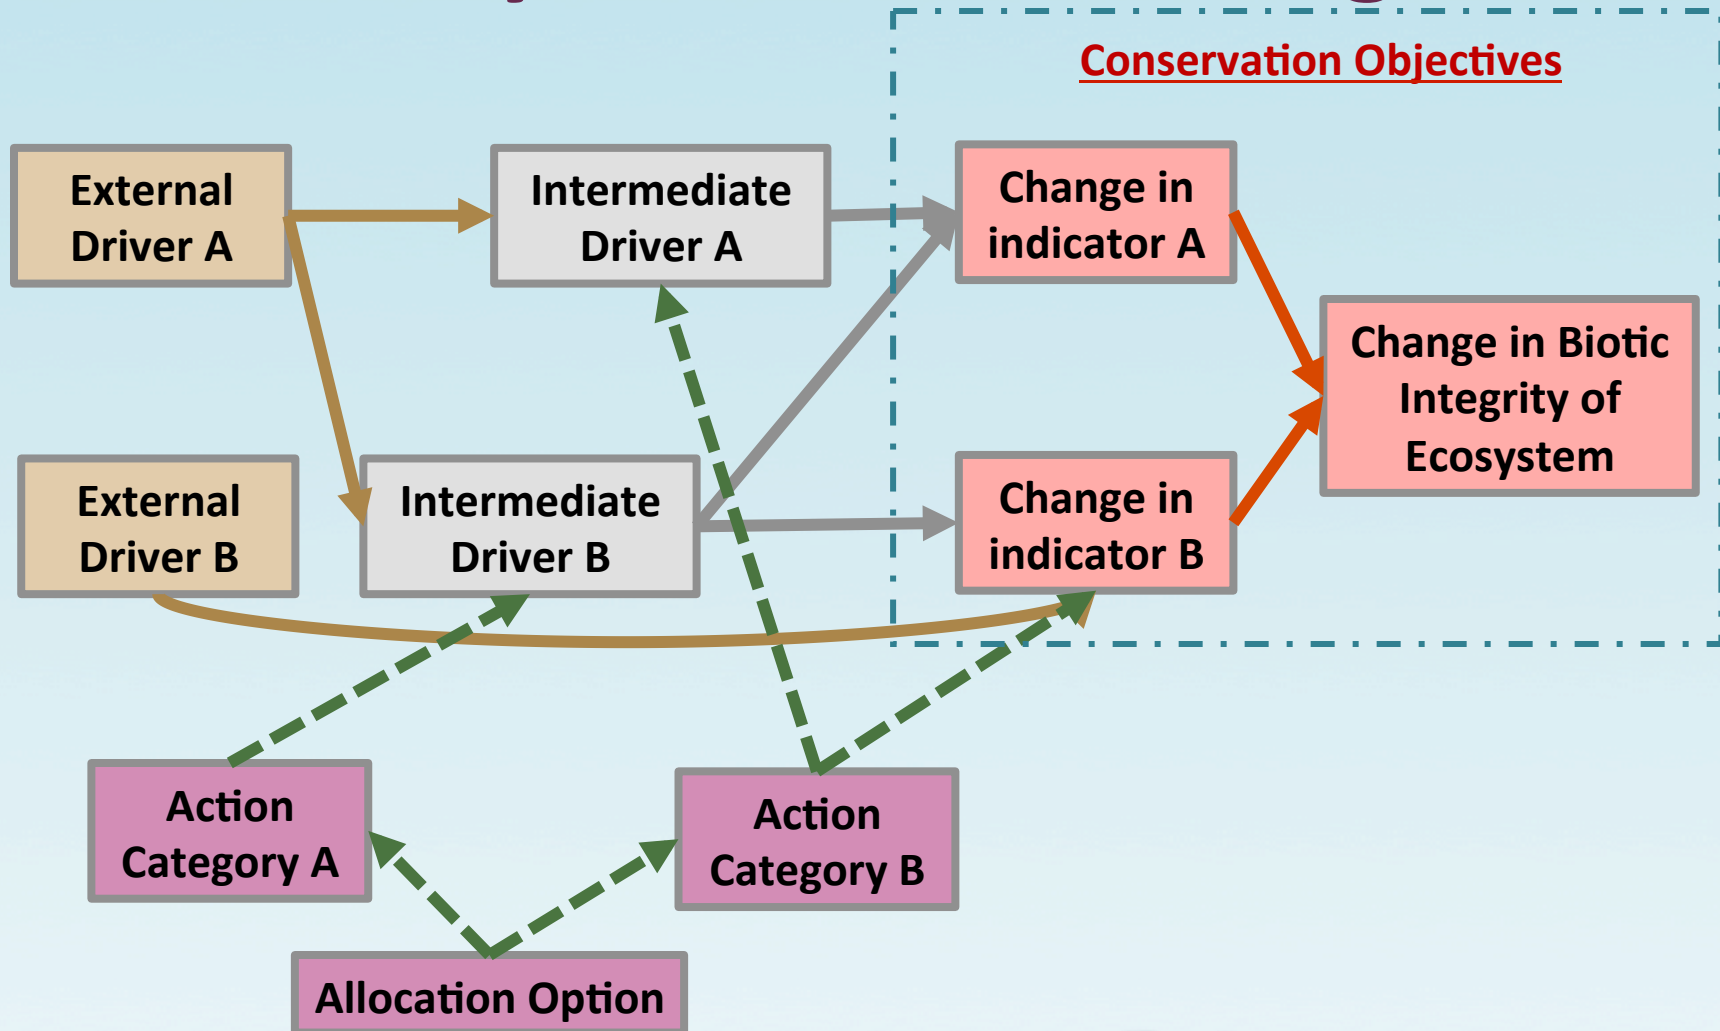 Conservation Objectives
External
Driver A
Intermediate
Driver A
Change in
indicator A
Change in Biotic
Integrity of
Ecosystem
External
Driver B
Intermediate
Driver B
Change in
indicator B
Action
Category A
Action
Category B
Allocation Option